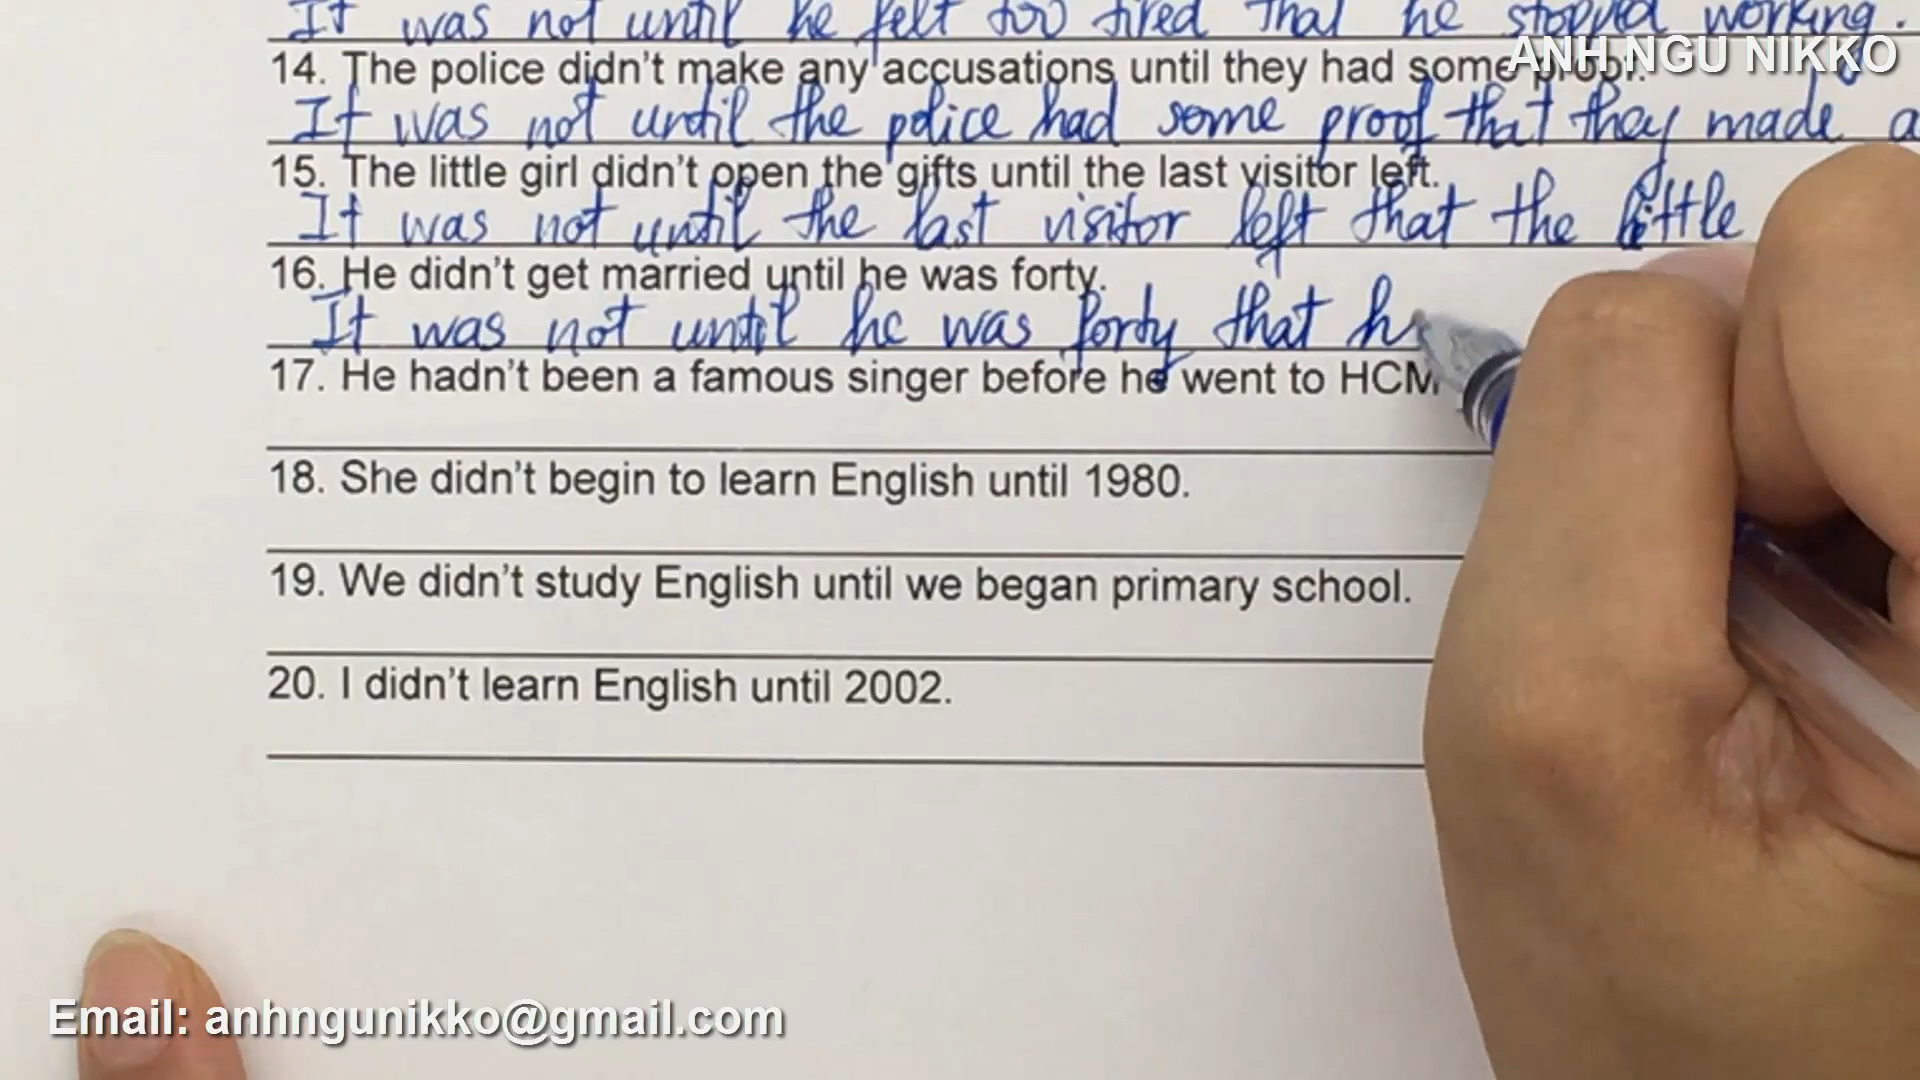 It was not until he felt too tired that he stopped working.
ANH NGU NIKKO
14. The police didn't make any accusations until they had some proof.
It was not until the police had some proof that they made a
15. The little girl didn't open the gifts until the last visitor left.
It was not until the last visitor left that the little
16. He didn't get married until he was forty.
It was not until he was forty that h
17. He hadn't been a famous singer before he went to HCM
18. She didn't begin to learn English until 1980.
19. We didn't study English until we began primary school.
20. I didn't learn English until 2002.
Email: anhngunikko@gmail.com